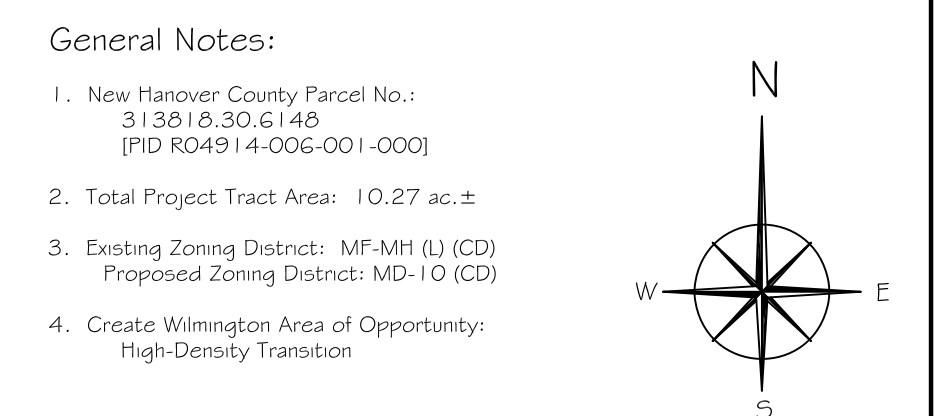 General Notes:
1. New Hanover County Parcel No.:
313818.30.6148
[PID R04914-006-001-000]
2. Total Project Tract Area: 10.27 ac.±
3. Existing Zoning District: MF-MH (L) (CD)
Proposed Zoning District: MD-10 (CD)
4. Create Wilmington Area of Opportunity:
High-Density Transition
N
W
E
S